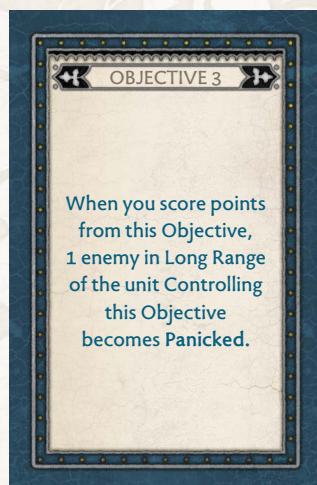 OBJECTIVE 3
When you score points
from this Objective,
1 enemy in Long Range
of the unit Controlling
this Objective
becomes Panicked.